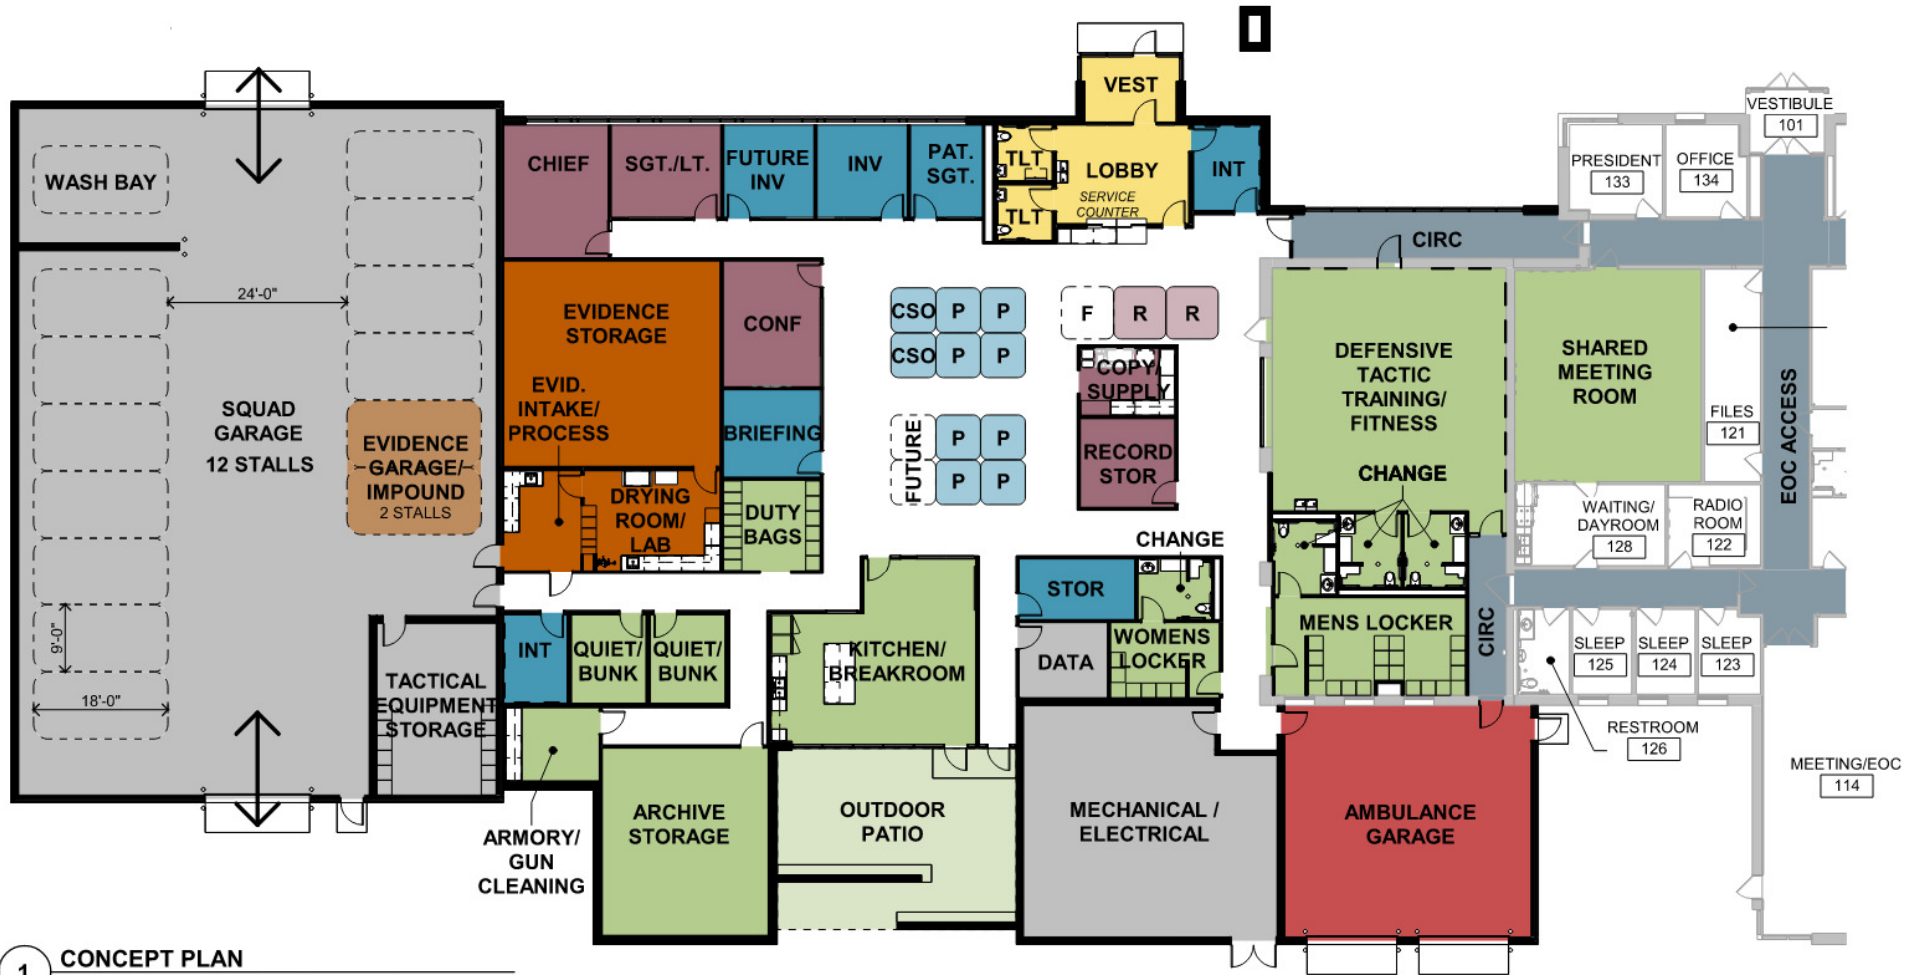 VEST
VESTIBULE
101
WASH BAY
CHIEF
SGT./LT.
FUTURE
INV
INV
PAT.
SGT.
TLT
LOBBY
INT
PRESIDENT
133
OFFICE
134
SERVICE
COUNTER
TLT
CIRC
24'-0"
EVIDENCE
STORAGE
CONF
CSO
P
P
CSO
P
P
F
R
R
COPY/
SUPPLY
DEFENSIVE
TACTIC
TRAINING/
FITNESS
SHARED
MEETING
ROOM
EVID.
INTAKE/
PROCESS
SQUAD
GARAGE
12 STALLS
EVIDENCE
GARAGE/
IMPOUND
2 STALLS
BRIEFING
FUTURE
P
P
P
P
RECORD
STOR
FILES
121
EOC ACCESS
CHANGE
DRYING
ROOM/
LAB
DUTY
BAGS
WAITING/
DAYROOM
128
RADIO
ROOM
122
CHANGE
STOR
9'-0"
18'-0"
TACTICAL
EQUIPMENT
STORAGE
INT
QUIET/
BUNK
QUIET/
BUNK
KITCHEN/
BREAKROOM
DATA
WOMENS
LOCKER
MENS LOCKER
CIRC
SLEEP
125
SLEEP
124
SLEEP
123
RESTROOM
126
MEETING/EOC
114
ARMORY/
GUN
CLEANING
ARCHIVE
STORAGE
OUTDOOR
PATIO
MECHANICAL /
ELECTRICAL
AMBULANCE
GARAGE
1
CONCEPT PLAN